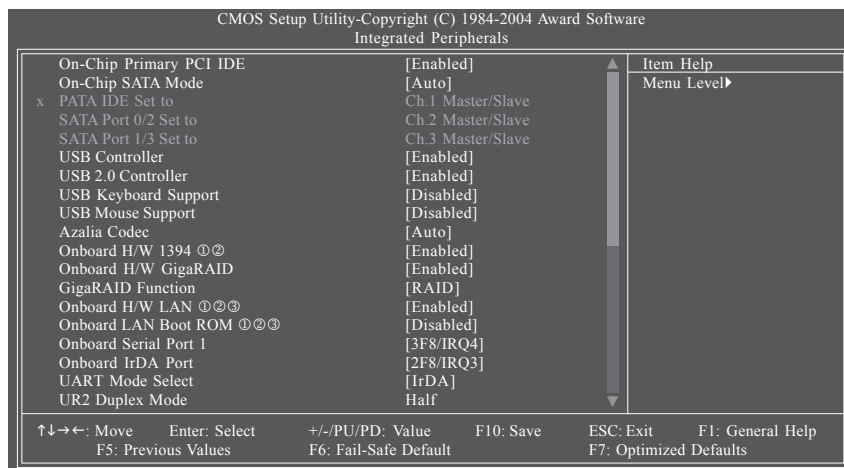 CMOS Setup Utility-Copyright (C) 1984-2004 Award Software
Integrated Peripherals
On-Chip Primary PCI IDE [Enabled] ▲ Item Help
On-Chip SATA Mode [Auto] Menu Level▶
x PATA IDE Set to Ch.1 Master/Slave
SATA Port 0/2 Set to Ch.2 Master/Slave
SATA Port 1/3 Set to Ch.3 Master/Slave
USB Controller [Enabled]
USB 2.0 Controller [Enabled]
USB Keyboard Support [Disabled]
USB Mouse Support [Disabled]
Azalia Codec [Auto]
Onboard H/W 1394 ①② [Enabled]
Onboard H/W GigaRAID [Enabled]
GigaRAID Function [RAID]
Onboard H/W LAN ①②③ [Enabled]
Onboard LAN Boot ROM ①②③ [Disabled]
Onboard Serial Port 1 [3F8/IRQ4]
Onboard IrDA Port [2F8/IRQ3]
UART Mode Select [IrDA]
UR2 Duplex Mode Half ▼
↑↓→←: Move Enter: Select +/-/PU/PD: Value F10: Save ESC: Exit F1: General Help
F5: Previous Values F6: Fail-Safe Default F7: Optimized Defaults